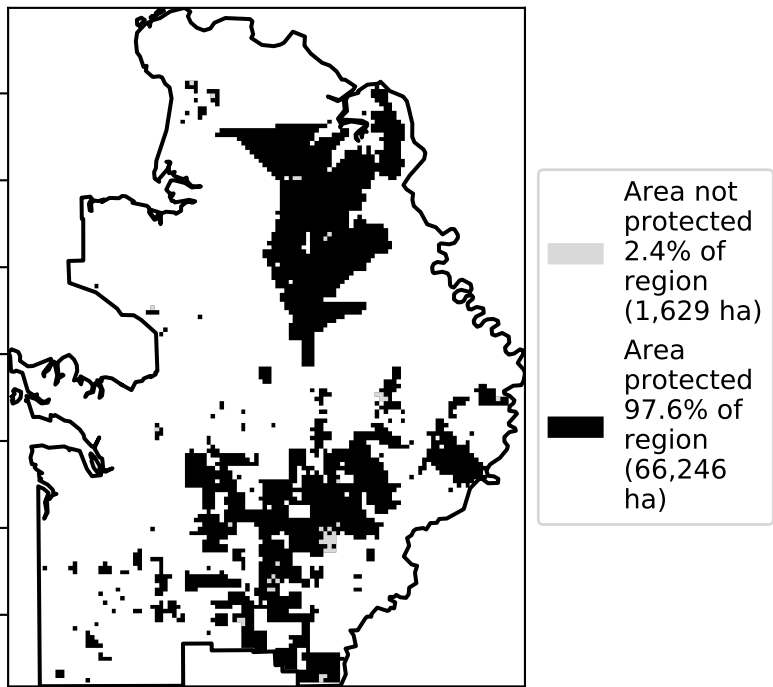 Area not
protected
2.4% of
region
(1,629 ha)
Area
protected
97.6% of
region
(66,246
ha)